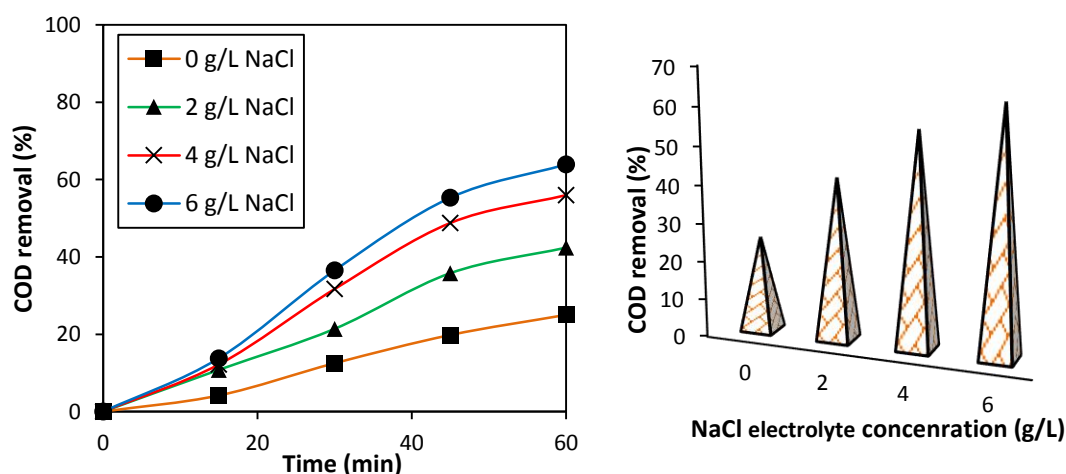 COD removal (%)
100
80
60
40
20
0
0 g/L NaCl
2 g/L NaCl
4 g/L NaCl
6 g/L NaCl
0
20
40
60
Time (min)
COD removal (%)
70
60
50
40
30
20
10
0
0
2
4
6
NaCl electrolyte concenration (g/L)